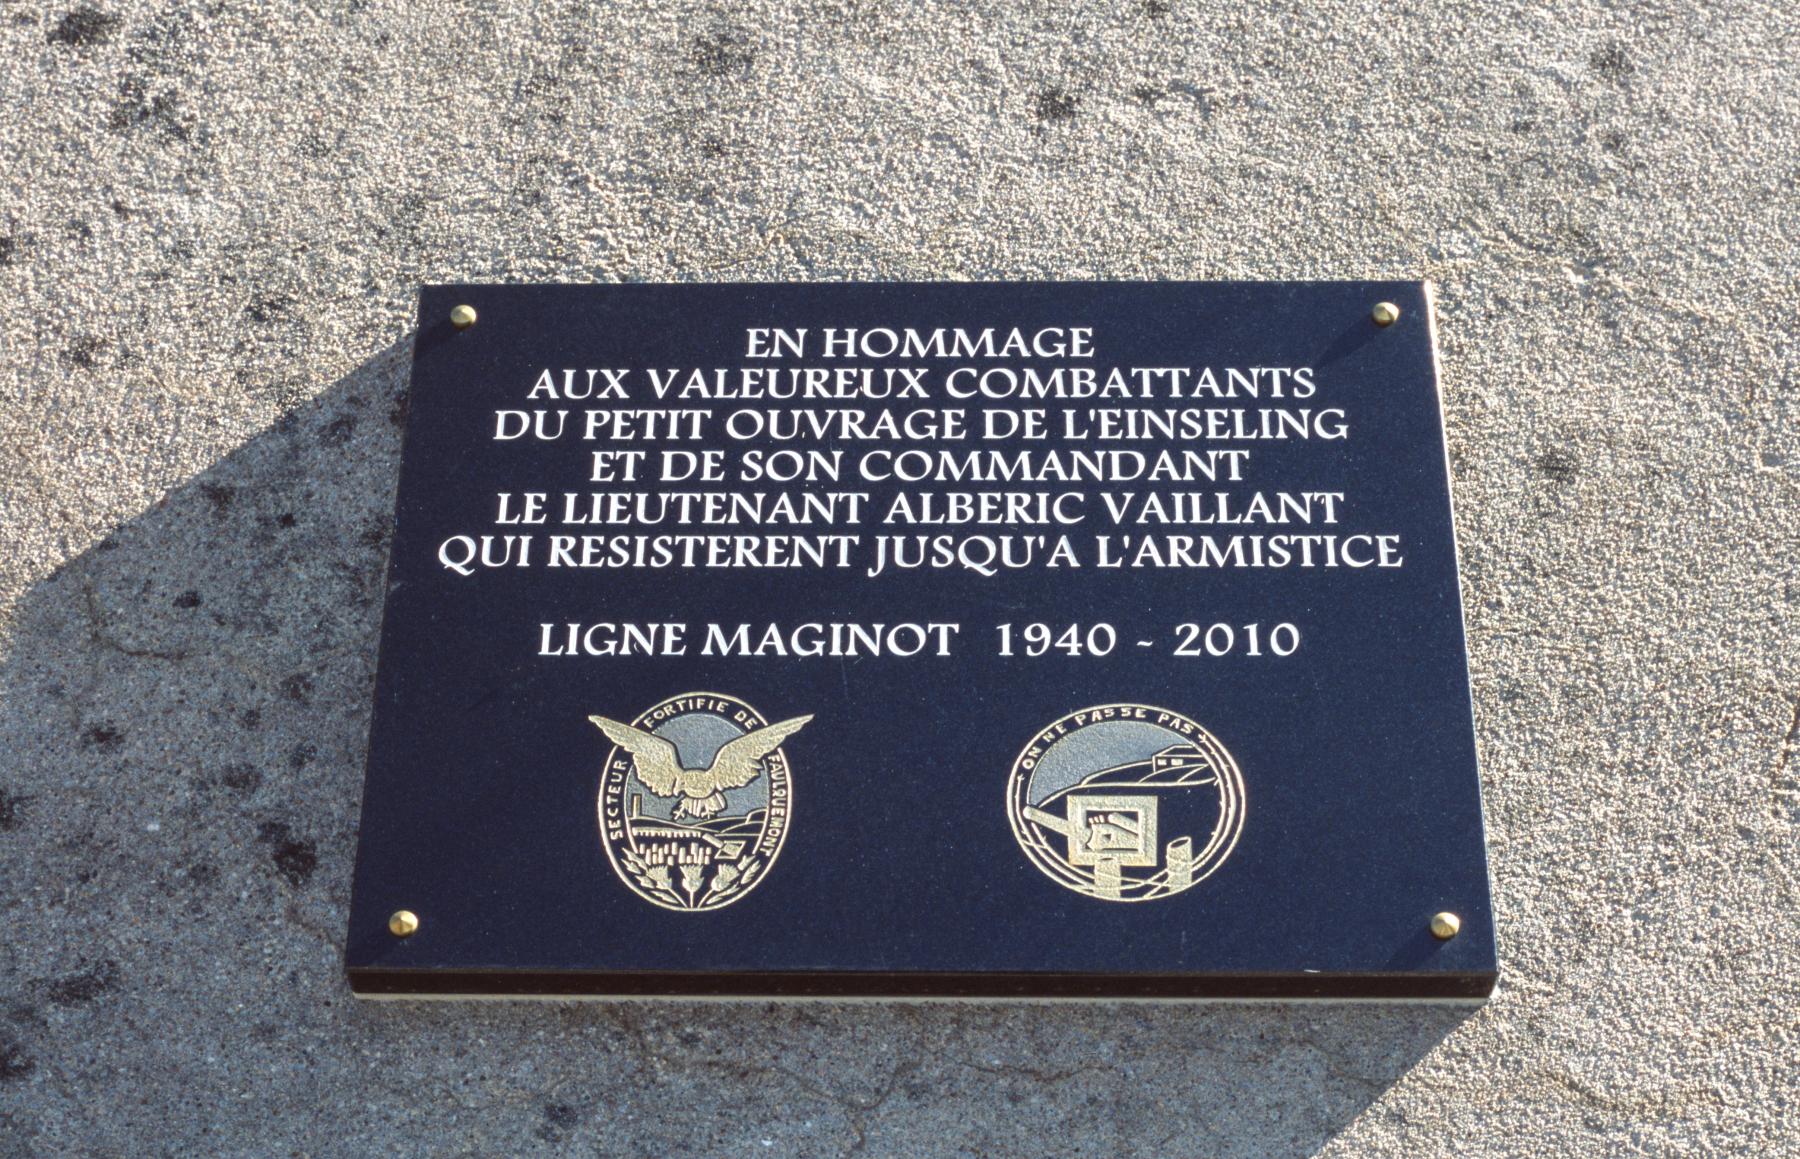 EN HOMMAGE
AUX VALEUREUX COMBATTANTS
DU PETIT OUVRAGE DE L'EINSELING
ET DE SON COMMANDANT
LE LIEUTENANT ALBERIC VAILLANT
QUI RESISTERENT JUSQU'A L'ARMISTICE
LIGNE MAGINOT 1940 - 2010
SECTEUR FORTIFIE DE FAULQUEMONT
ON NE PASSE PAS